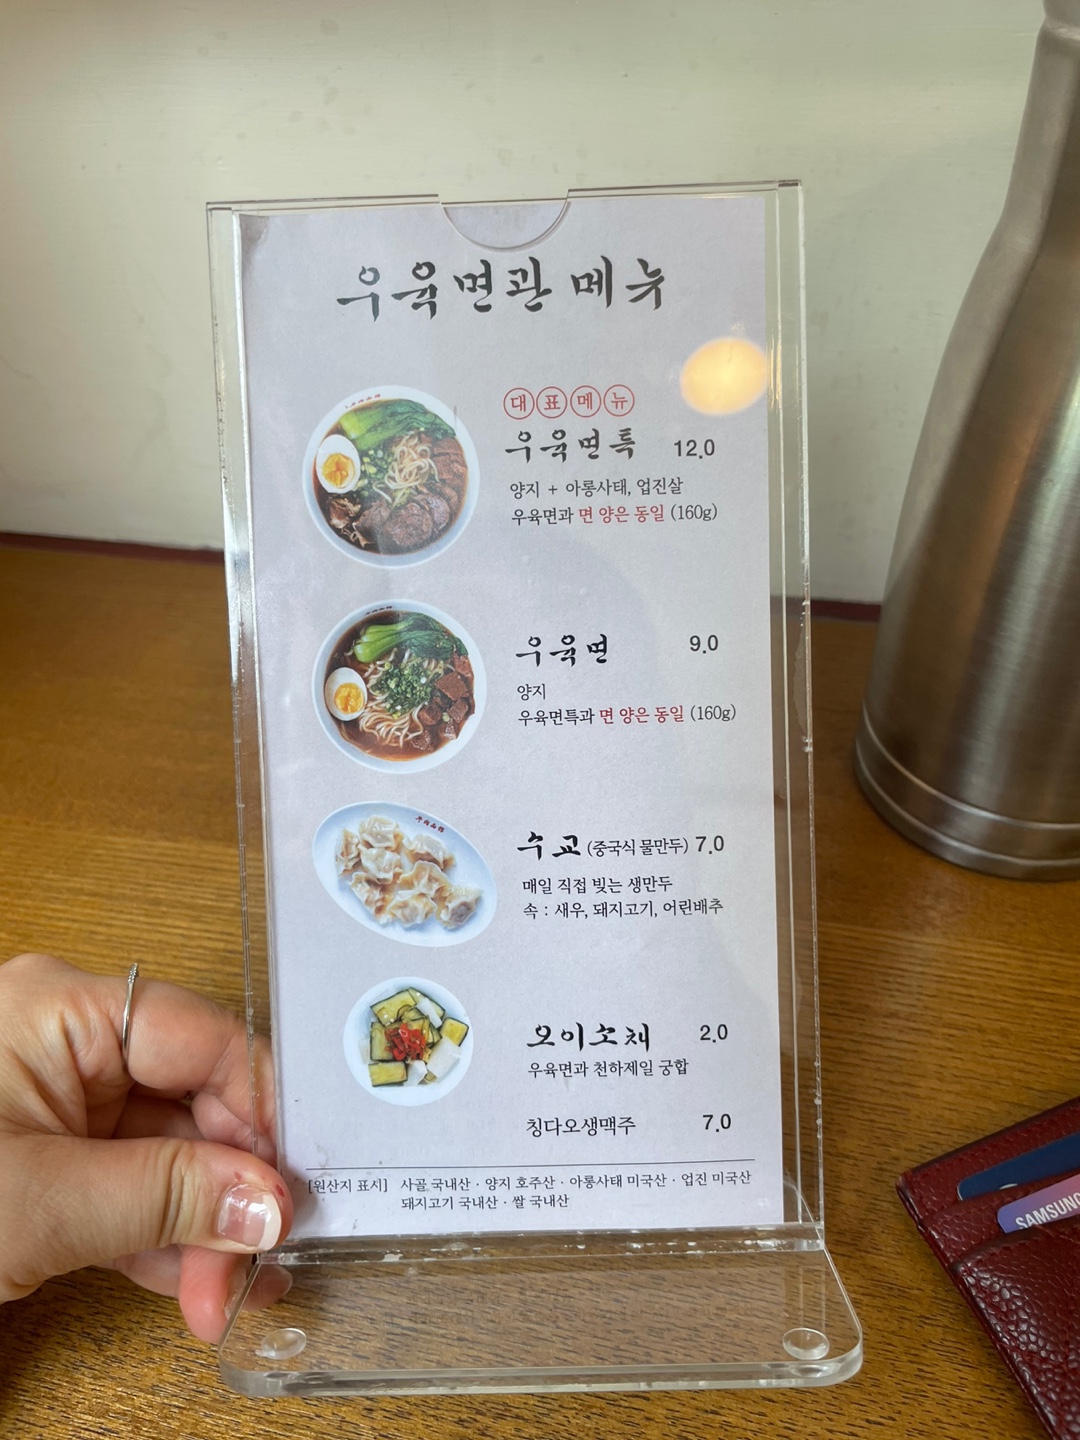 우육면관 메뉴
대표메뉴
우육면특 12.0
양지 + 아롱사태, 업진살
우육면과 면 양은 동일 (160g)
우육면 9.0
양지
우육면특과 면 양은 동일 (160g)
수교 (중국식 물만두) 7.0
매일 직접 빚는 생만두
속 : 새우, 돼지고기, 어린배추
오이소채 2.0
우육면과 천하제일 궁합
칭다오생맥주 7.0
[원산지 표시] 사골 국내산 · 양지 호주산 · 아롱사태 미국산 · 업진 미국산
돼지고기 국내산 · 쌀 국내산
SAMSUNG